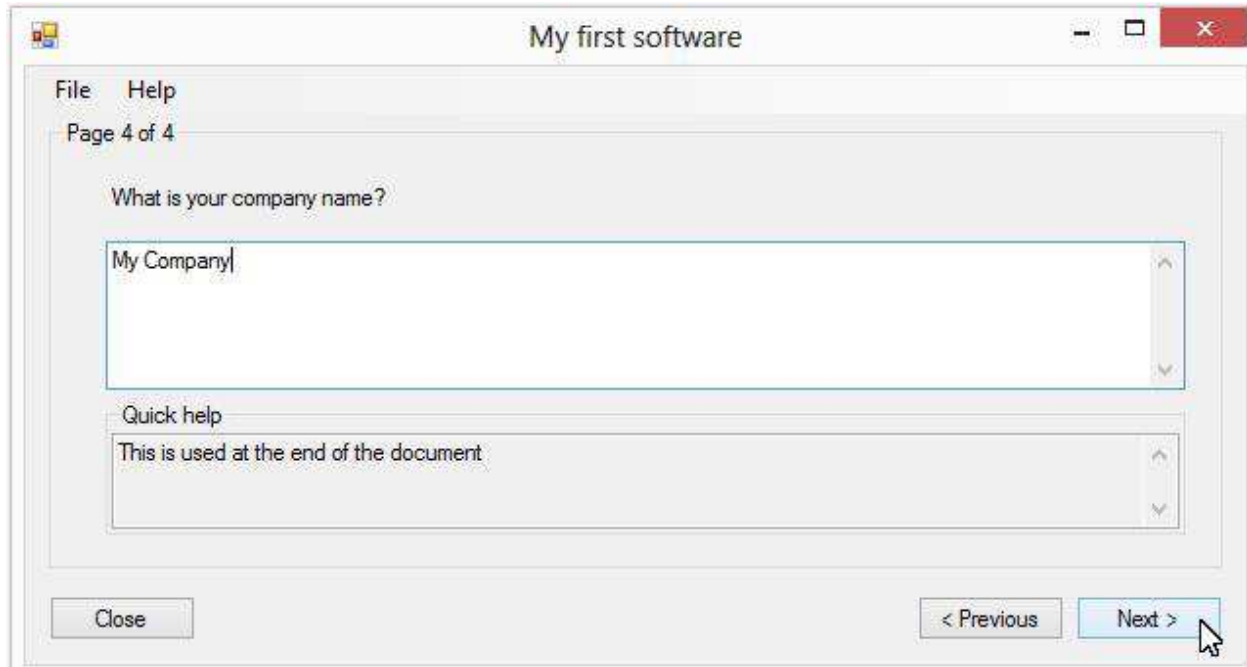 My first software
File Help
Page 4 of 4
What is your company name?
My Company
Quick help
This is used at the end of the document
Close < Previous Next >